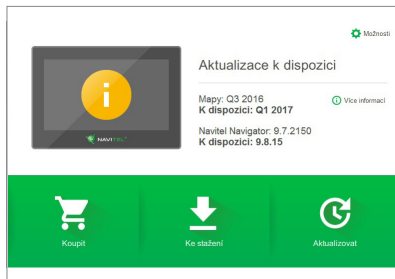 Možnosti
Aktualizace k dispozici
Mapy: Q3 2016
K dispozici: Q1 2017
Více informací
Navitel Navigator: 9.7.2150
K dispozici: 9.8.15
NAVITEL
Koupit
Ke stažení
Aktualizovat